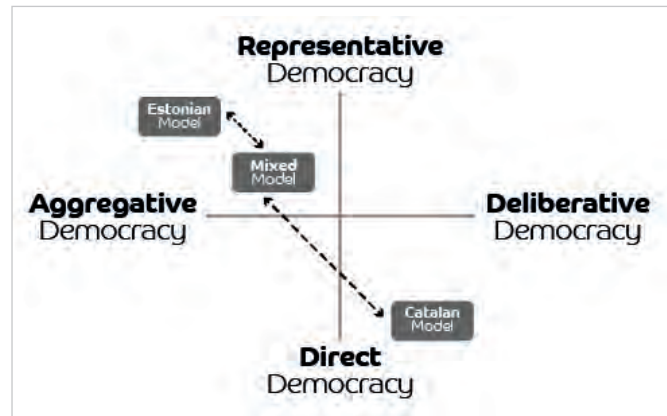 Representative
Democracy
Estonian
Model
Mixed
Model
Aggregative
Democracy
Deliberative
Democracy
Catalan
Model
Direct
Democracy